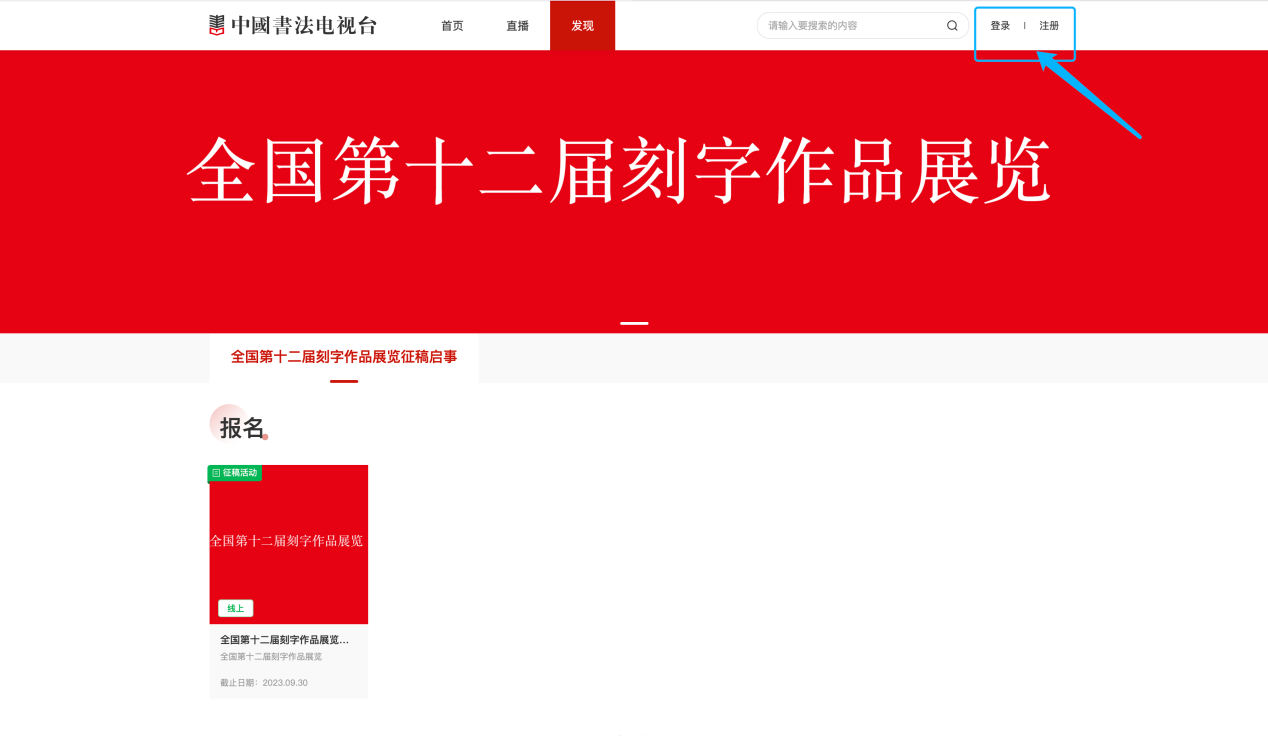 中國書法电视台 首页 直播 发现 请输入要搜索的内容 登录 | 注册
全国第十二届刻字作品展览
全国第十二届刻字作品展览征稿启事
报名
征稿活动
全国第十二届刻字作品展览
线上
全国第十二届刻字作品展览...
全国第十二届刻字作品展览
截止日期：2023.09.30